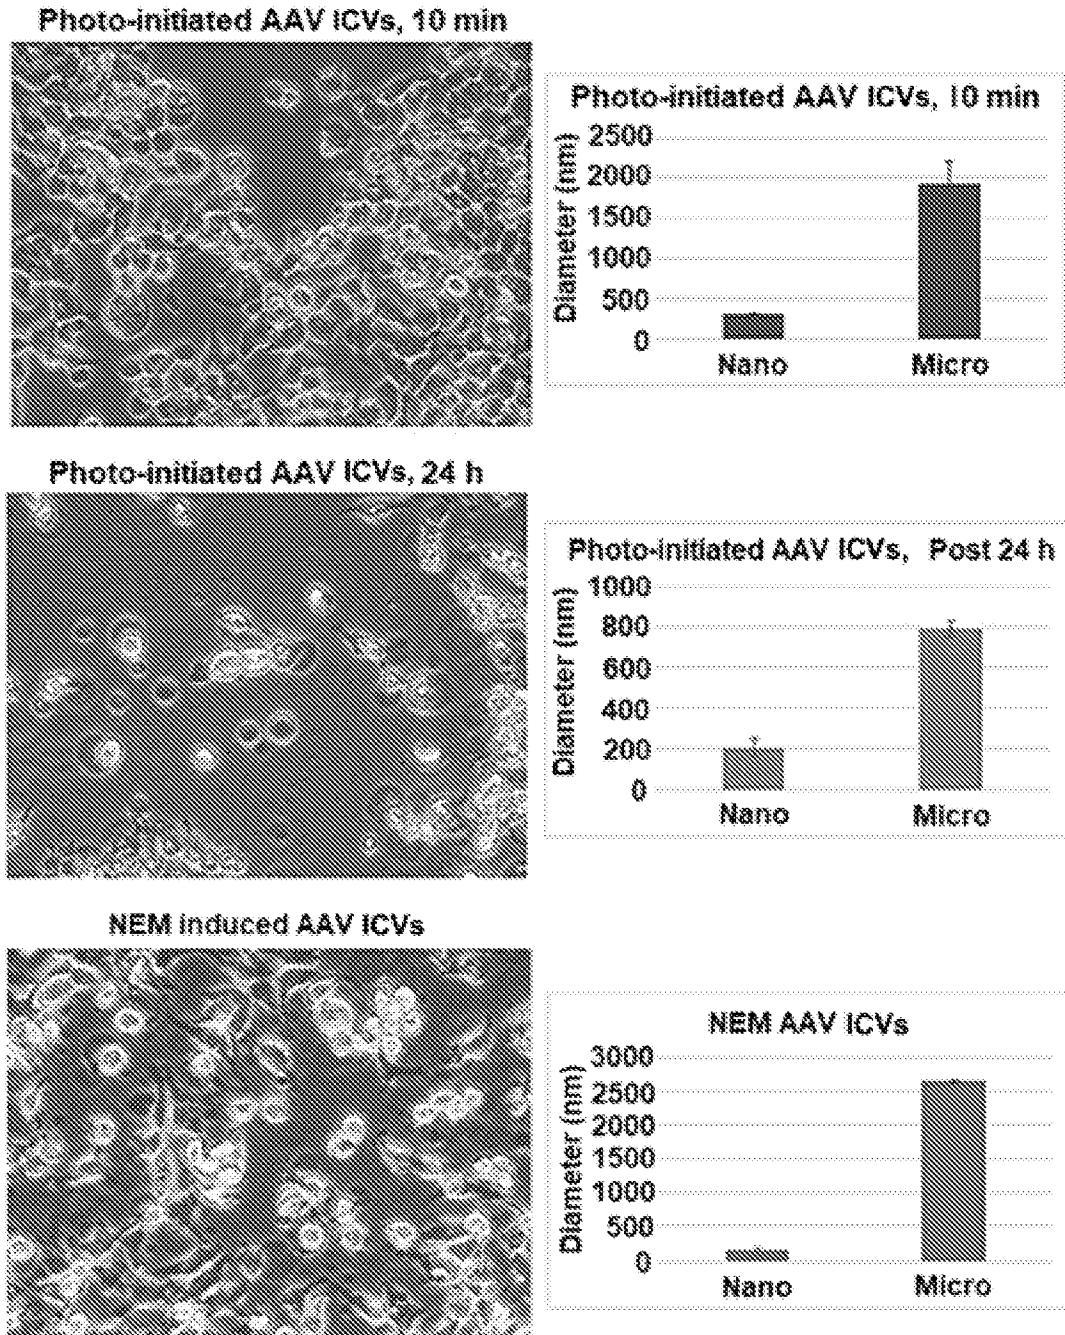 Photo-initiated AAV ICVs, 10 min
Photo-initiated AAV ICVs, 10 min
Diameter (nm)
2500
2000
1500
1000
500
0
Nano Micro
Photo-initiated AAV ICVs, 24 h
Photo-initiated AAV ICVs, Post 24 h
Diameter (nm)
1000
800
600
400
200
0
Nano Micro
NEM induced AAV ICVs
NEM AAV ICVs
Diameter (nm)
3000
2500
2000
1500
1000
500
0
Nano Micro